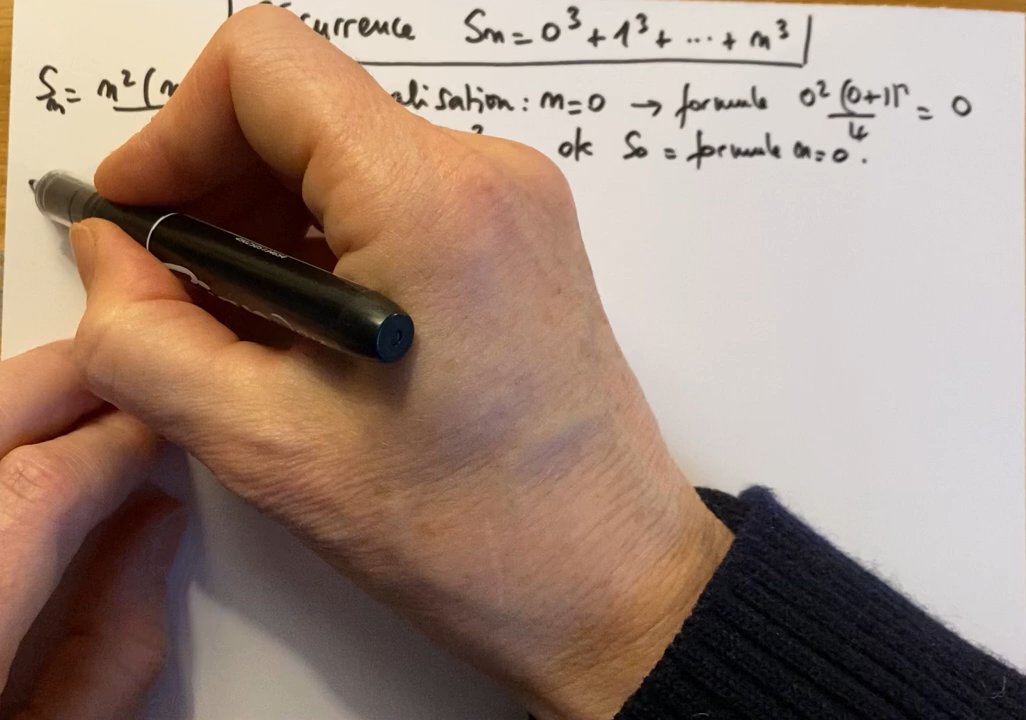 currence Sn = 0³ + 1³ + ... + n³
Sn = n²(n alisation : n=0 → formule 0²(0+1)²/4 = 0
ok S0 = formule n=0.